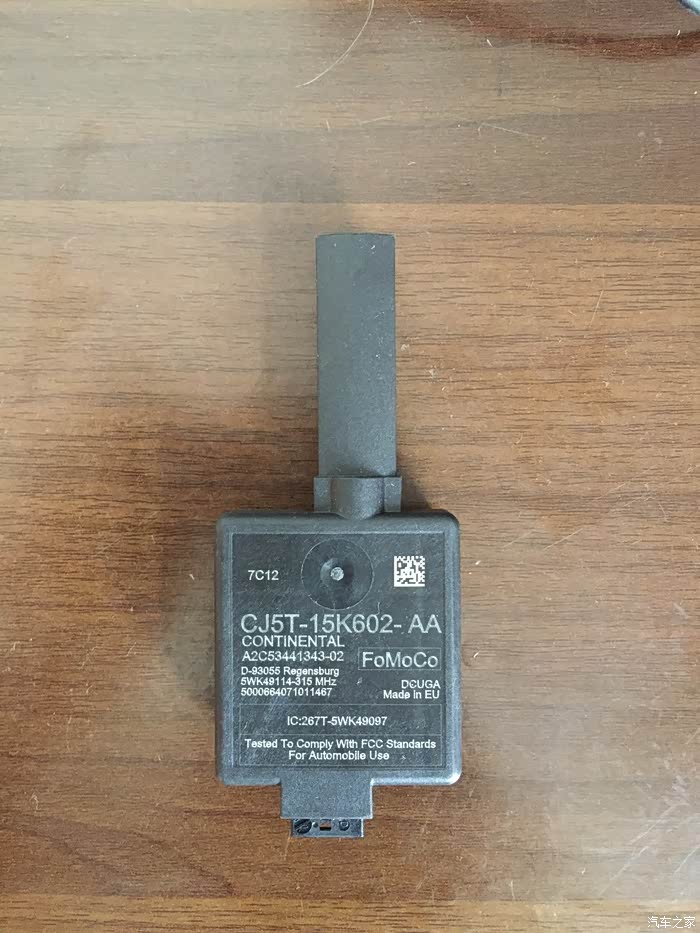 7C12
CJ5T-15K602- AA
CONTINENTAL
A2C53441343-02
FoMoCo
D-93055 Regensburg
5WK49114-315 MHz
5000664071011467
DCUGA
Made in EU
IC:267T-5WK49097
Tested To Comply With FCC Standards
For Automobile Use
汽车之家